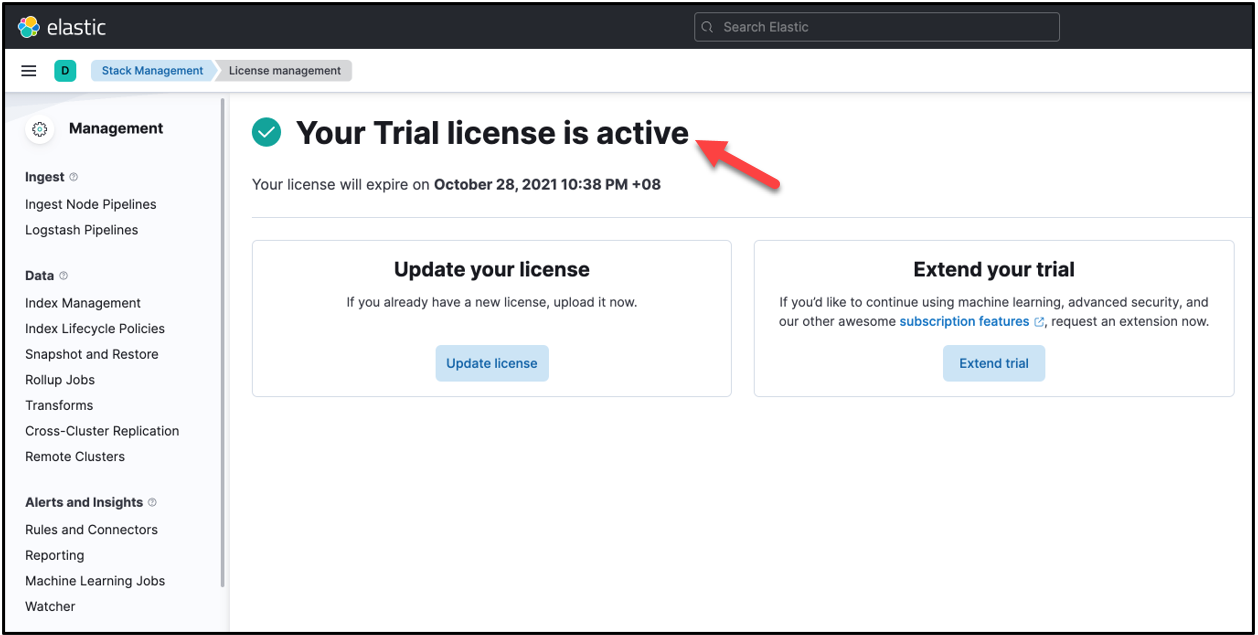 elastic
Search Elastic
D
Stack Management
License management
Management
Ingest
Ingest Node Pipelines
Logstash Pipelines
Data
Index Management
Index Lifecycle Policies
Snapshot and Restore
Rollup Jobs
Transforms
Cross-Cluster Replication
Remote Clusters
Alerts and Insights
Rules and Connectors
Reporting
Machine Learning Jobs
Watcher
Your Trial license is active
Your license will expire on October 28, 2021 10:38 PM +08
Update your license
If you already have a new license, upload it now.
Update license
Extend your trial
If you’d like to continue using machine learning, advanced security, and
our other awesome subscription features , request an extension now.
Extend trial